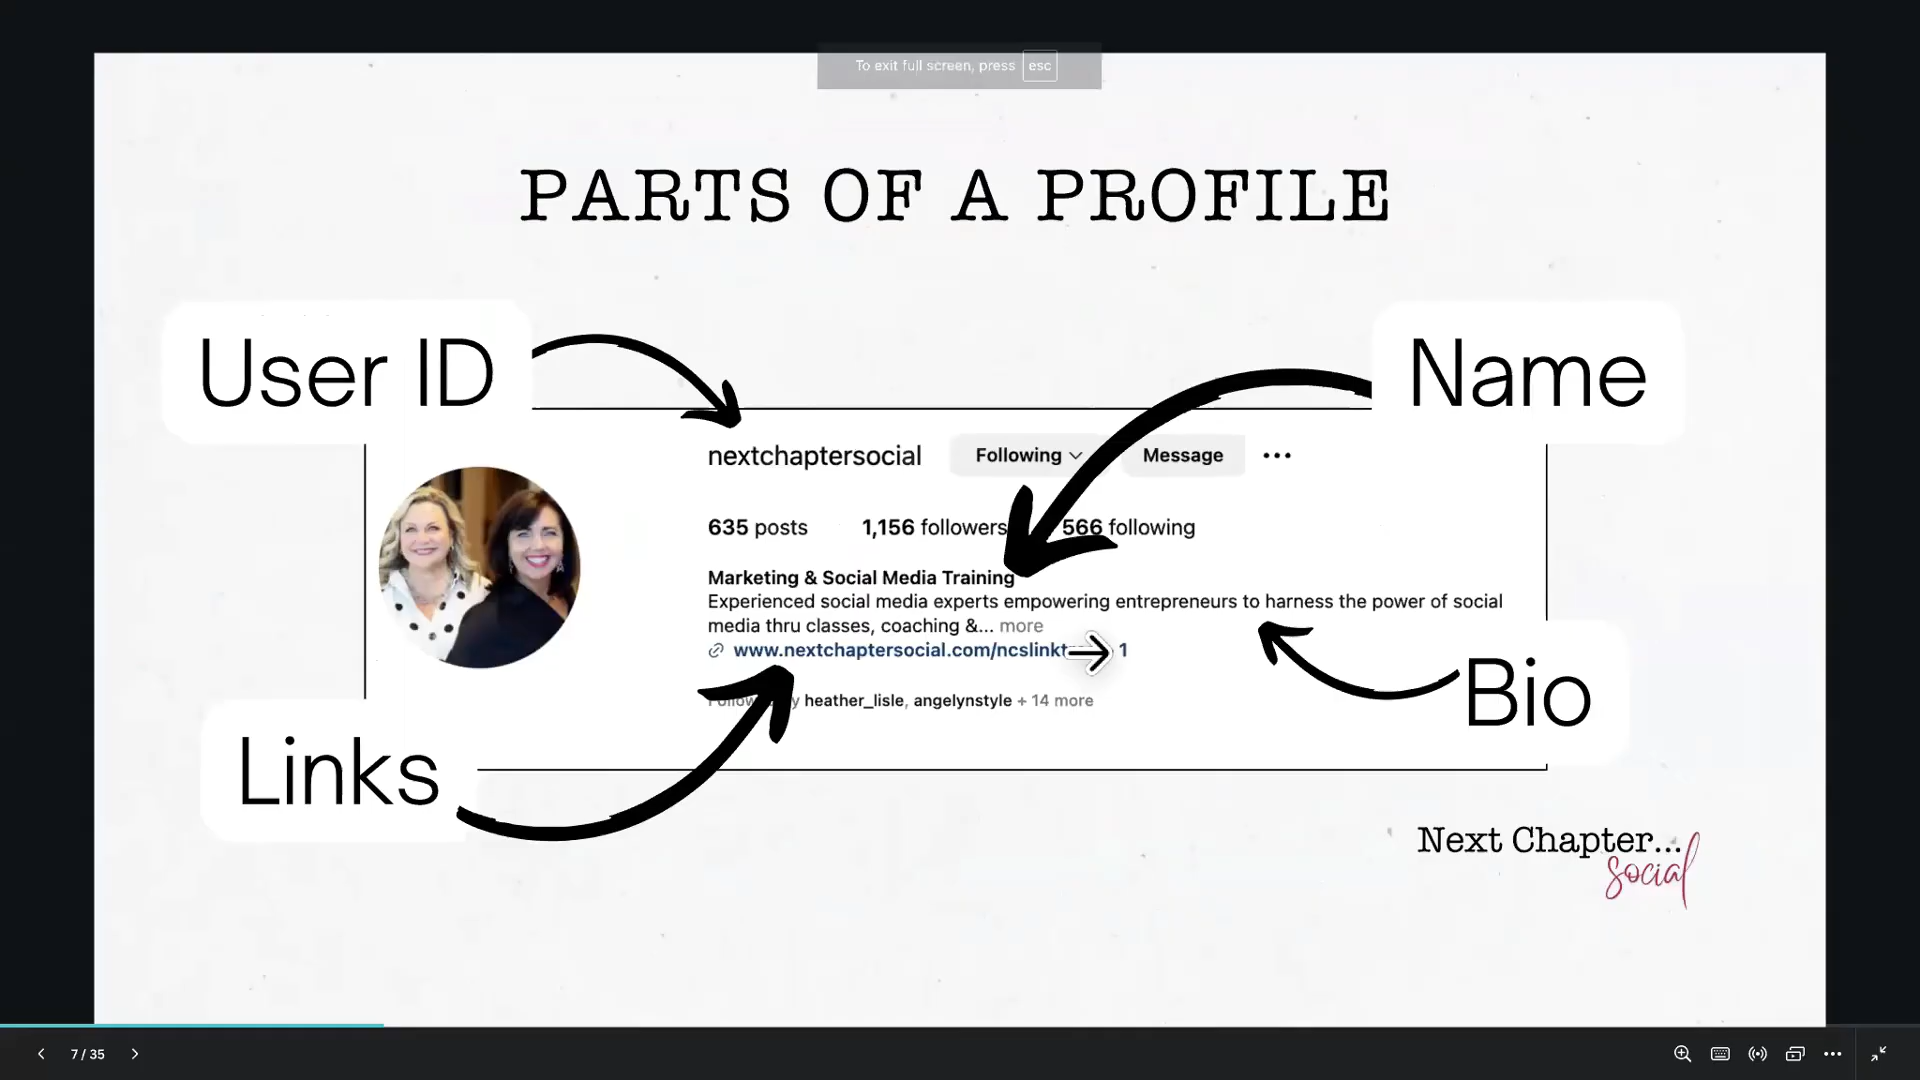 To exit full screen, press esc
PARTS OF A PROFILE
User ID
Name
nextchaptersocial Following Message
635 posts 1,156 followers 566 following
Marketing & Social Media Training
Experienced social media experts empowering entrepreneurs to harness the power of social
media thru classes, coaching &... more
www.nextchaptersocial.com/ncslinkt 1
heather_lisle, angelynstyle + 14 more
Bio
Links
Next Chapter...
social
7 / 35